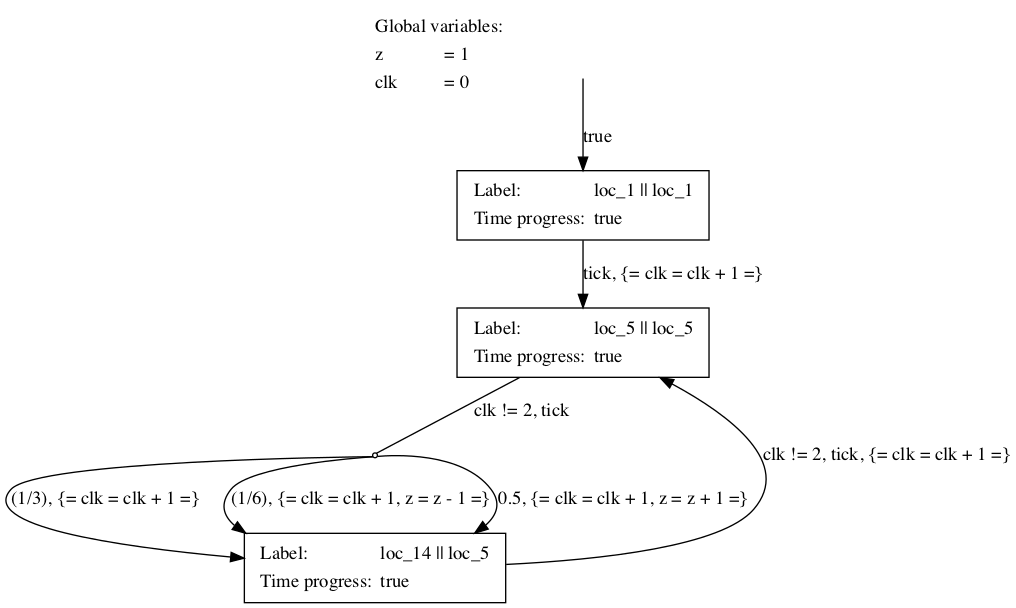 Global variables:
z = 1
clk = 0
true
Label: loc_1 || loc_1
Time progress: true
tick, {= clk = clk + 1 =}
Label: loc_5 || loc_5
Time progress: true
clk != 2, tick
clk != 2, tick, {= clk = clk + 1 =}
(1/3), {= clk = clk + 1 =}
(1/6), {= clk = clk + 1, z = z - 1 =}
0.5, {= clk = clk + 1, z = z + 1 =}
Label: loc_14 || loc_5
Time progress: true